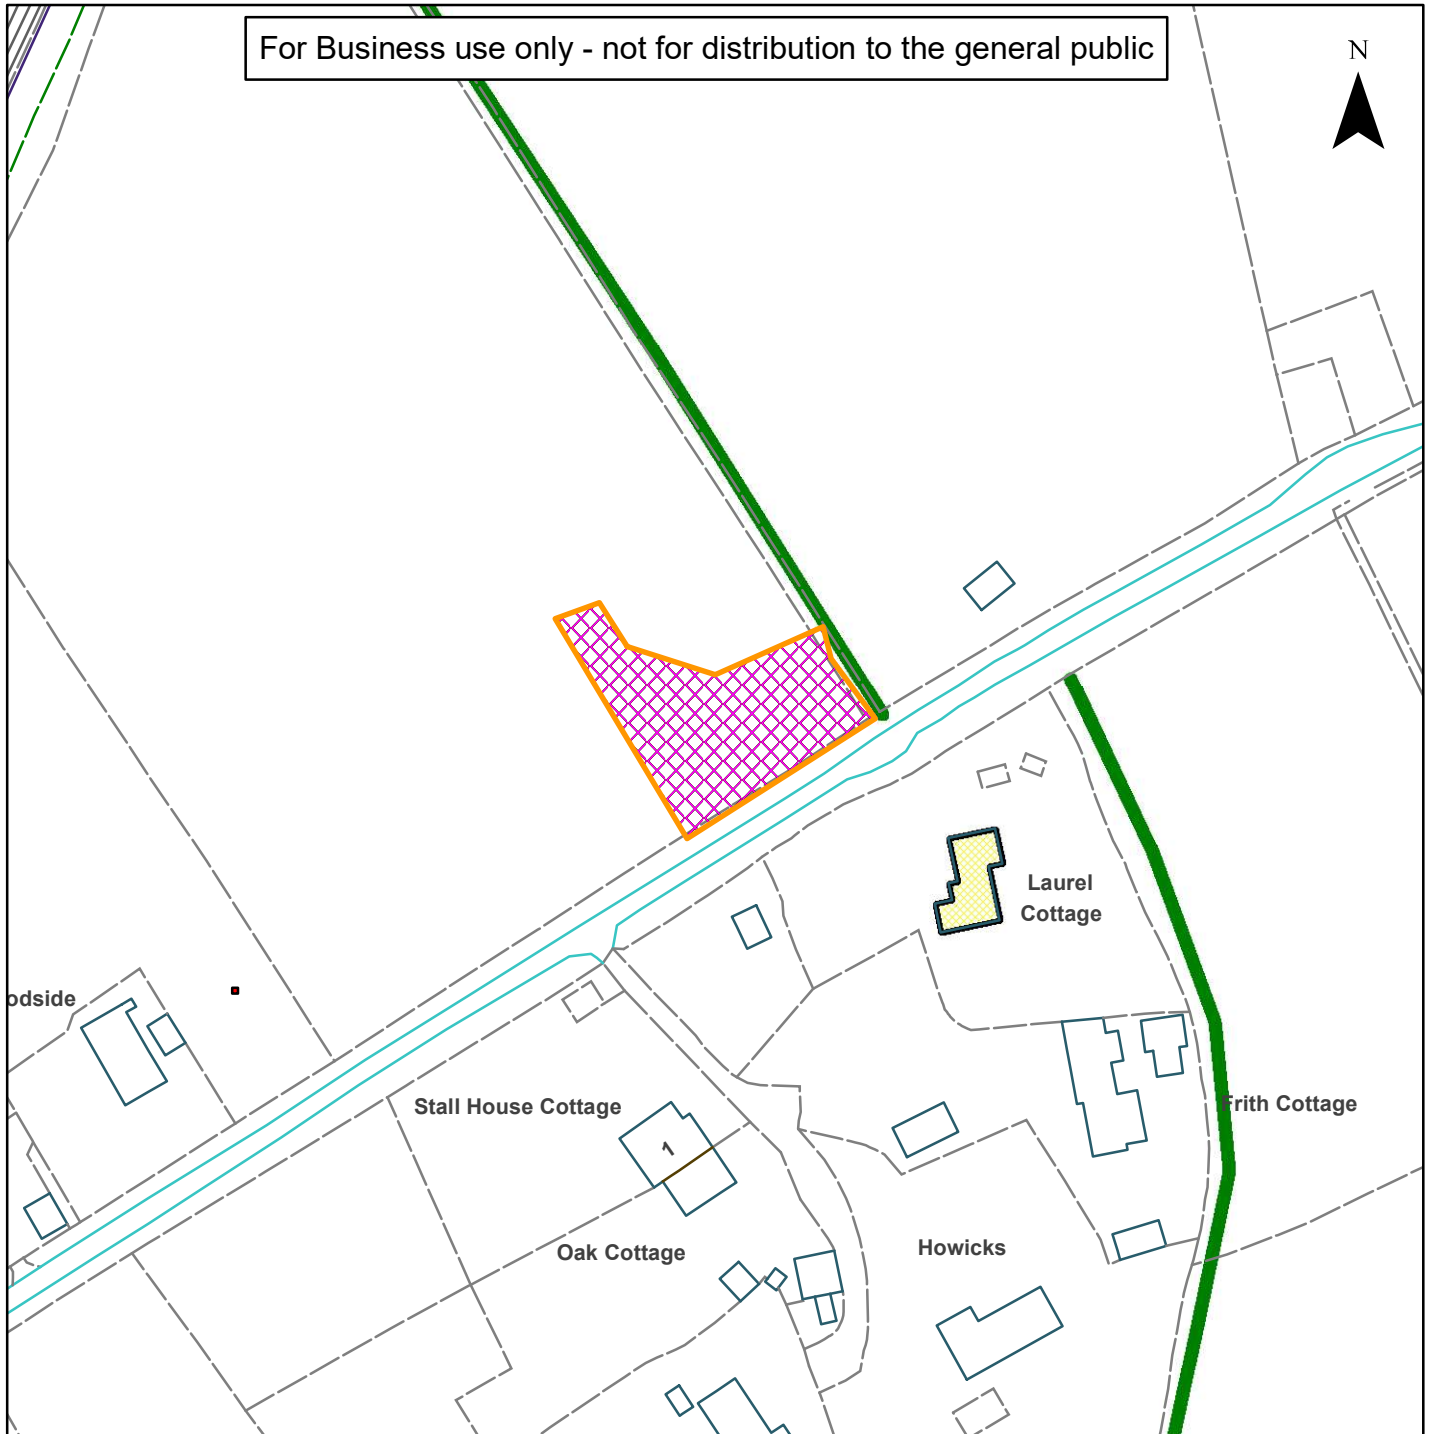 For Business use only - not for distribution to the general public
N
Laurel
Cottage
odside
Stall House Cottage
1
Frith Cottage
Oak Cottage
Howicks